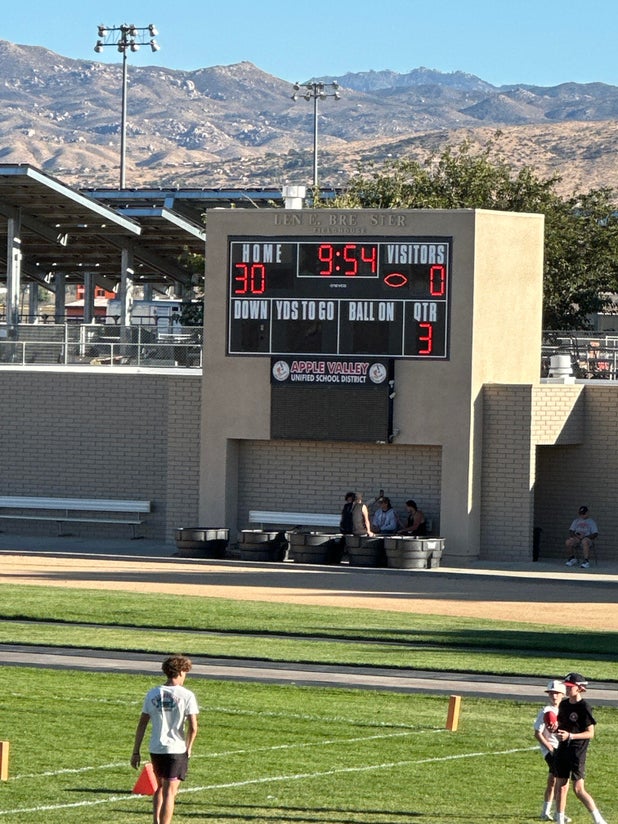 LEN E. BREWSTER
FIELDHOUSE
HOME 9:54 VISITORS
30 0
DOWN YDS TO GO BALL ON QTR
3
APPLE VALLEY
UNIFIED SCHOOL DISTRICT